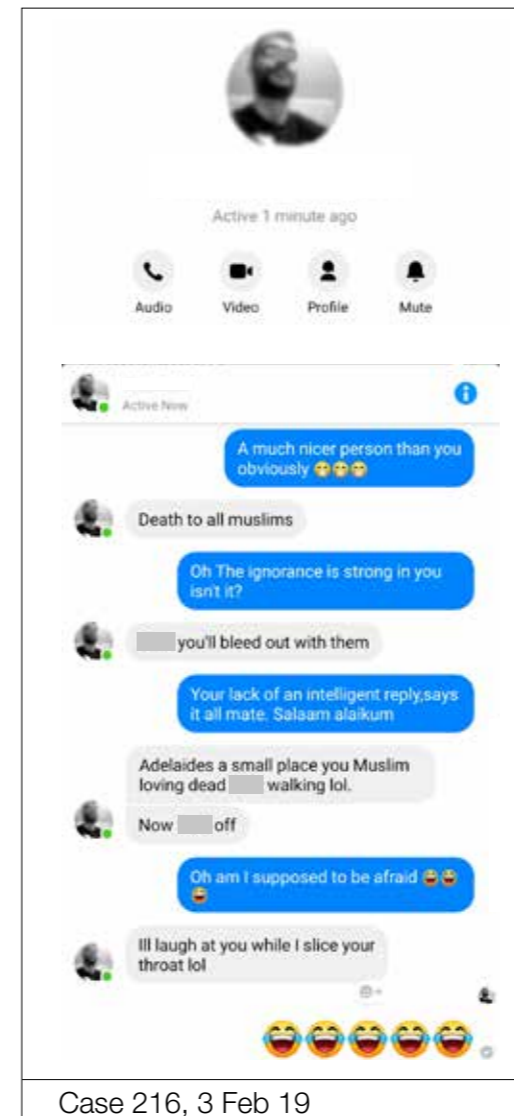 Active 1 minute ago
Audio Video Profile Mute
Active Now
A much nicer person than you
obviously 😁😁😁
Death to all muslims
Oh The ignorance is strong in you
isn't it?
you'll bleed out with them
Your lack of an intelligent reply,says
it all mate. Salaam alaikum
Adelaides a small place you Muslim
loving dead walking lol.
Now off
Oh am I supposed to be afraid 😂😂
😂
Ill laugh at you while I slice your
throat lol
😂😂😂😂😂
Case 216, 3 Feb 19